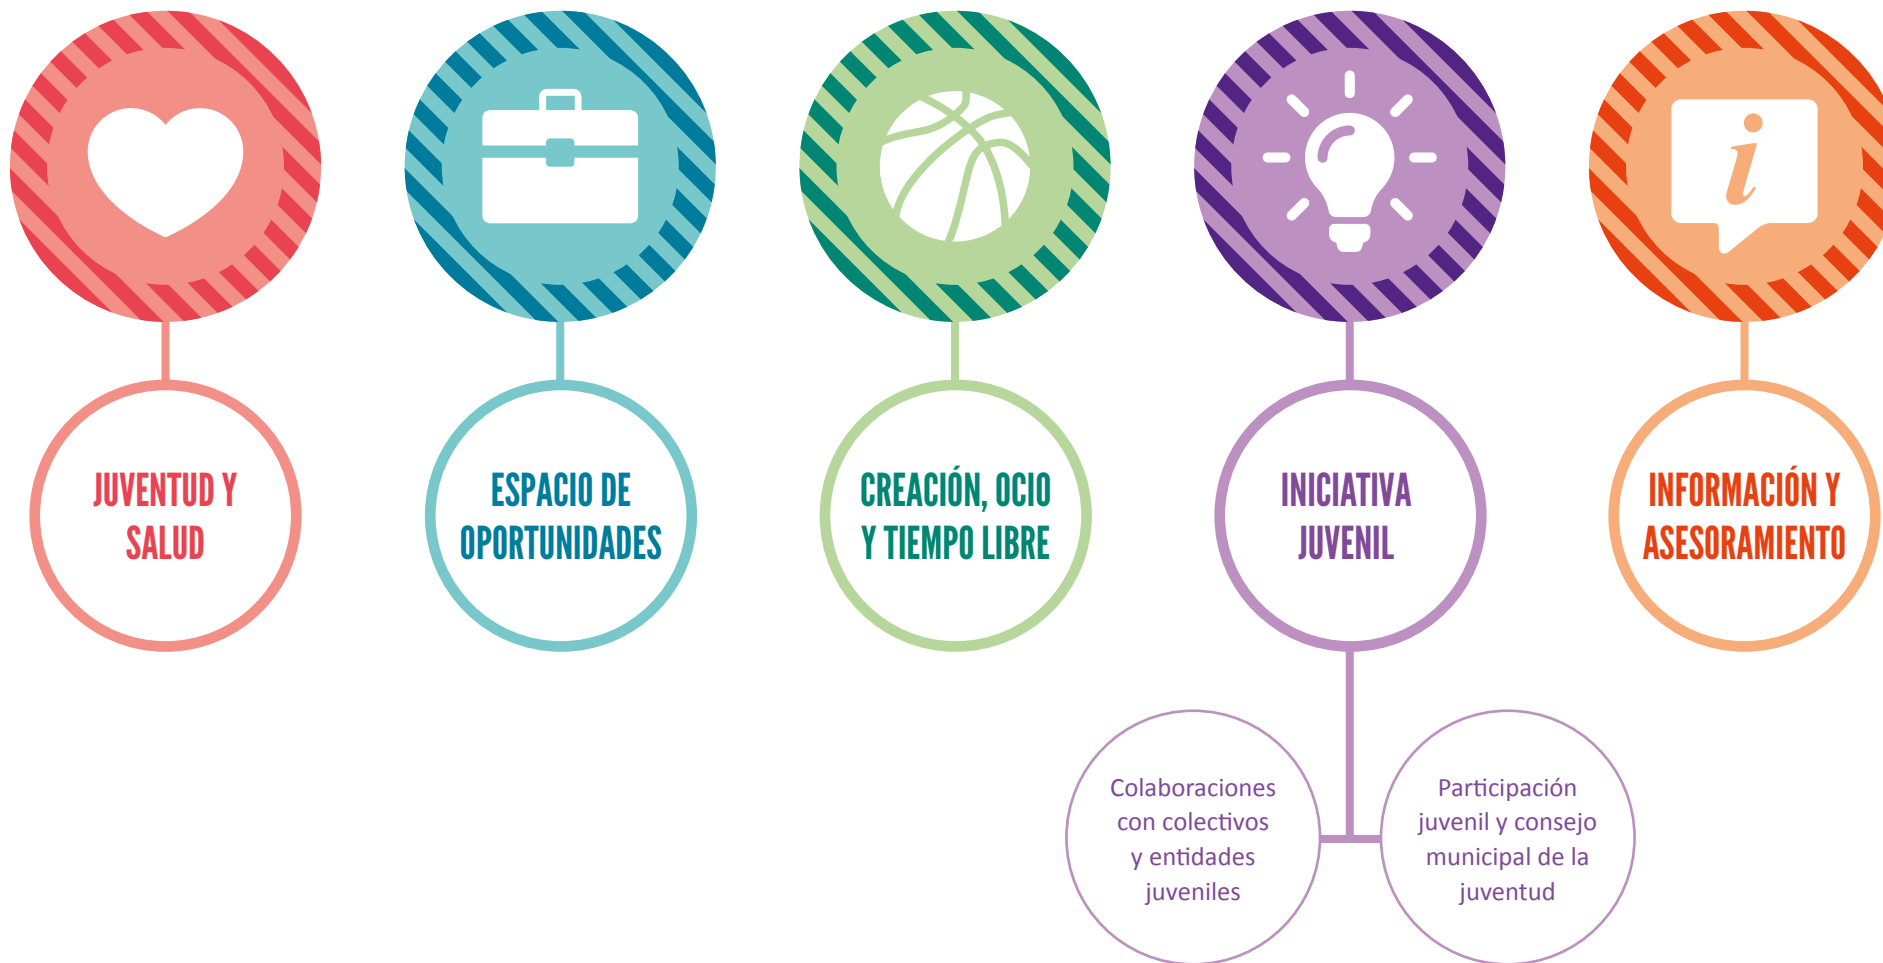 JUVENTUD Y
SALUD
ESPACIO DE
OPORTUNIDADES
CREACIÓN, OCIO
Y TIEMPO LIBRE
INICIATIVA
JUVENIL
INFORMACIÓN Y
ASESORAMIENTO
Colaboraciones
con colectivos
y entidades
juveniles
Participación
juvenil y consejo
municipal de la
juventud